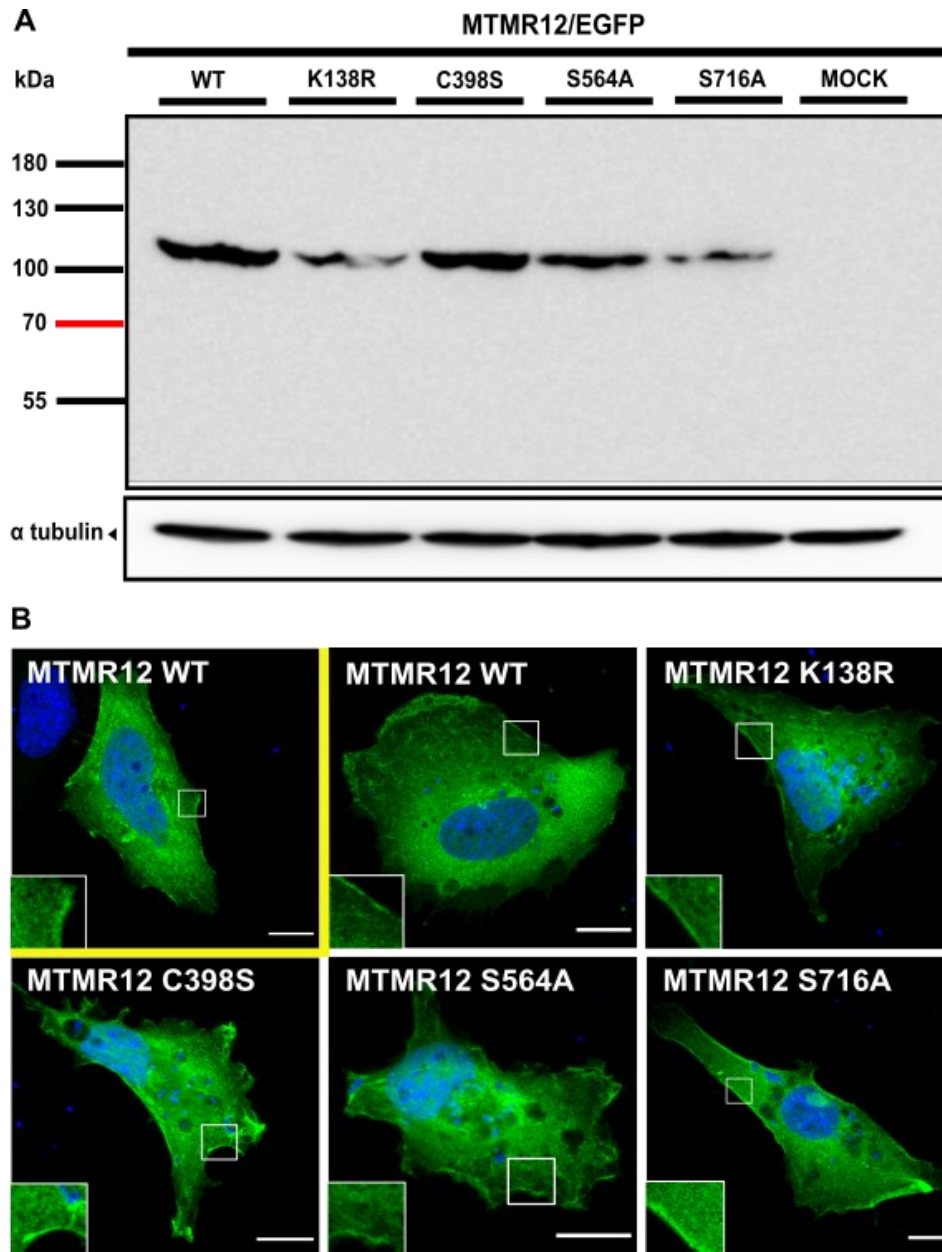 A
MTMR12/EGFP
kDa WT K138R C398S S564A S716A MOCK
180
130
100
70
55
α tubulin
B
MTMR12 WT MTMR12 WT MTMR12 K138R
MTMR12 C398S MTMR12 S564A MTMR12 S716A